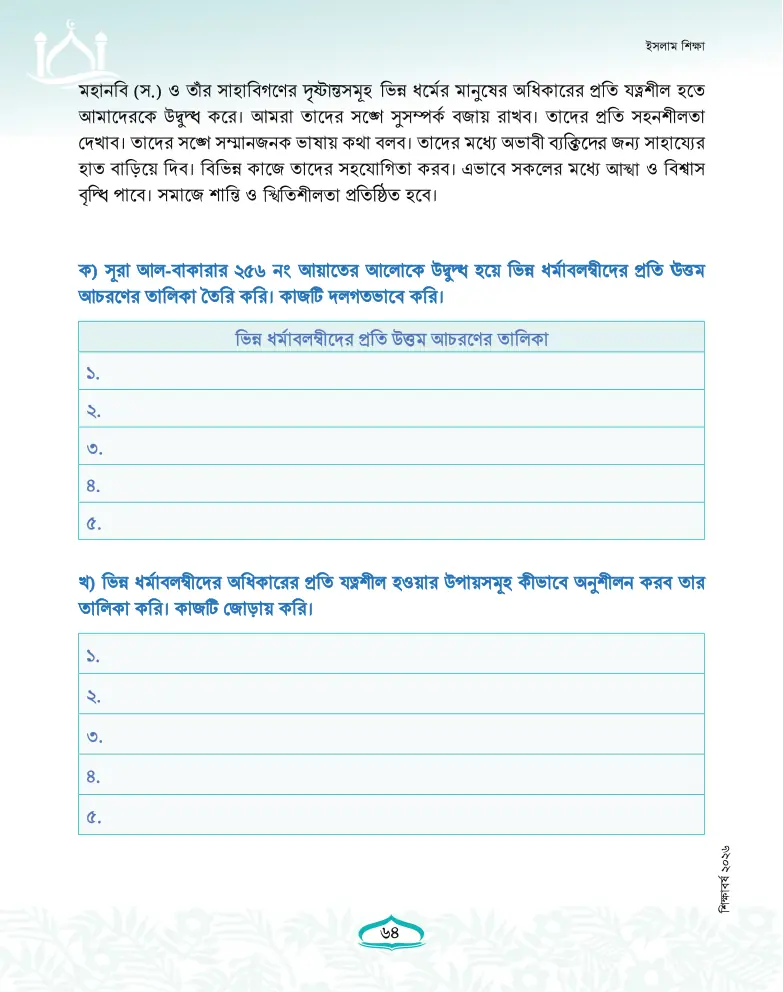 ইসলাম শিক্ষা
মহানবি (স.) ও তাঁর সাহাবিগণের দৃষ্টান্তসমূহ ভিন্ন ধর্মের মানুষের অধিকারের প্রতি যত্নশীল হতে
আমাদেরকে উদ্বুদ্ধ করে। আমরা তাদের সঙ্গে সুসম্পর্ক বজায় রাখব। তাদের প্রতি সহনশীলতা
দেখাব। তাদের সঙ্গে সম্মানজনক ভাষায় কথা বলব। তাদের মধ্যে অভাবী ব্যক্তিদের জন্য সাহায্যের
হাত বাড়িয়ে দিব। বিভিন্ন কাজে তাদের সহযোগিতা করব। এভাবে সকলের মধ্যে আস্থা ও বিশ্বাস
বৃদ্ধি পাবে। সমাজে শান্তি ও স্থিতিশীলতা প্রতিষ্ঠিত হবে।
ক) সূরা আল-বাকারার ২৫৬ নং আয়াতের আলোকে উদ্বুদ্ধ হয়ে ভিন্ন ধর্মাবলম্বীদের প্রতি উত্তম
আচরণের তালিকা তৈরি করি। কাজটি দলগতভাবে করি।
ভিন্ন ধর্মাবলম্বীদের প্রতি উত্তম আচরণের তালিকা
১.
২.
৩.
৪.
৫.
খ) ভিন্ন ধর্মাবলম্বীদের অধিকারের প্রতি যত্নশীল হওয়ার উপায়সমূহ কীভাবে অনুশীলন করব তার
তালিকা করি। কাজটি জোড়ায় করি।
১.
২.
৩.
৪.
৫.
শিক্ষাবর্ষ ২০২৬
৬৪